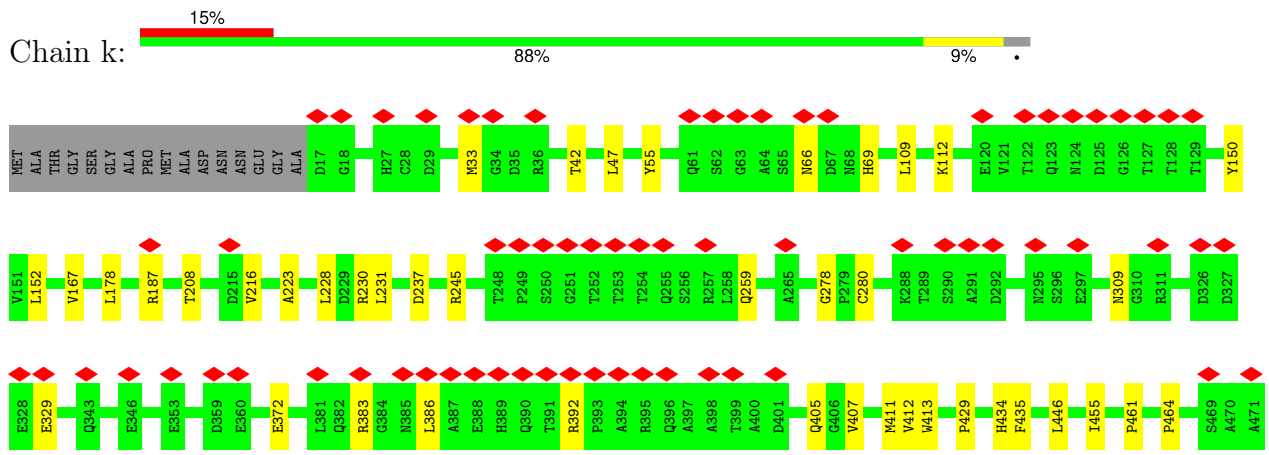 15%
Chain k:
88% 9% •
MET ALA THR GLY SER GLY ALA PRO MET ALA ASP ASN ASN GLU GLY ALA D17 G18 H27 C28 D29 M33 G34 D35 R36 T42 L47 Y55 Q61 S62 G63 A64 S65 N66 D67 N68 H69 L109 K112 E120 V121 T122 Q123 N124 D125 G126 T127 T128 T129 Y150
V151 L152 V167 L178 R187 T208 D215 V216 A223 L228 D229 R230 L231 D237 R245 T248 P249 S250 G251 T252 T253 T254 Q255 S256 R257 L258 Q259 A265 G278 P279 C280 K288 T289 S290 A291 D292 N295 S296 E297 N309 G310 R311 D326 D327
E328 E329 Q343 E346 E353 D359 E360 E372 L381 Q382 R383 G384 N385 L386 A387 E388 H389 Q390 T391 R392 P393 A394 R395 Q396 A397 A398 T399 A400 D401 Q405 G406 V407 M411 V412 W413 P429 H434 F435 L446 I455 P461 P464 S469 A470 A471